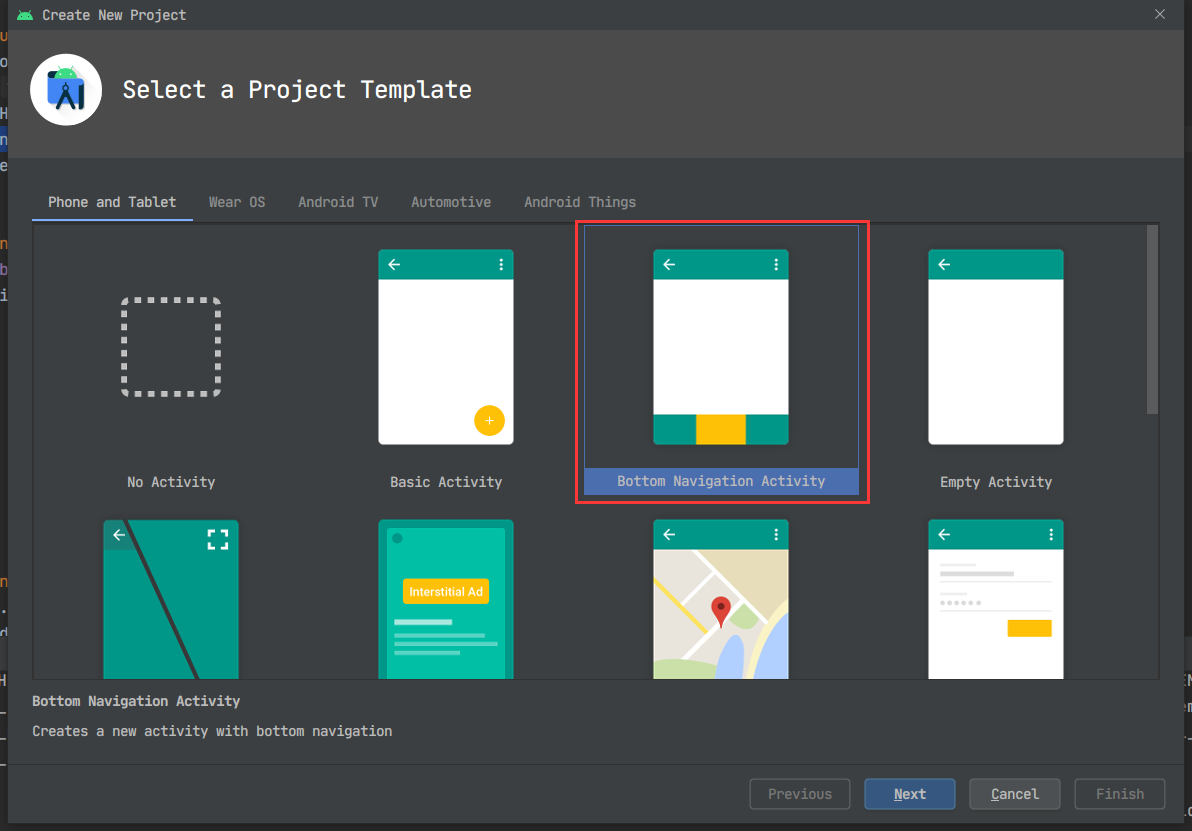 Create New Project
Select a Project Template
Phone and Tablet
Wear OS
Android TV
Automotive
Android Things
No Activity
Basic Activity
Bottom Navigation Activity
Empty Activity
Interstitial Ad
Bottom Navigation Activity
Creates a new activity with bottom navigation
Previous
Next
Cancel
Finish